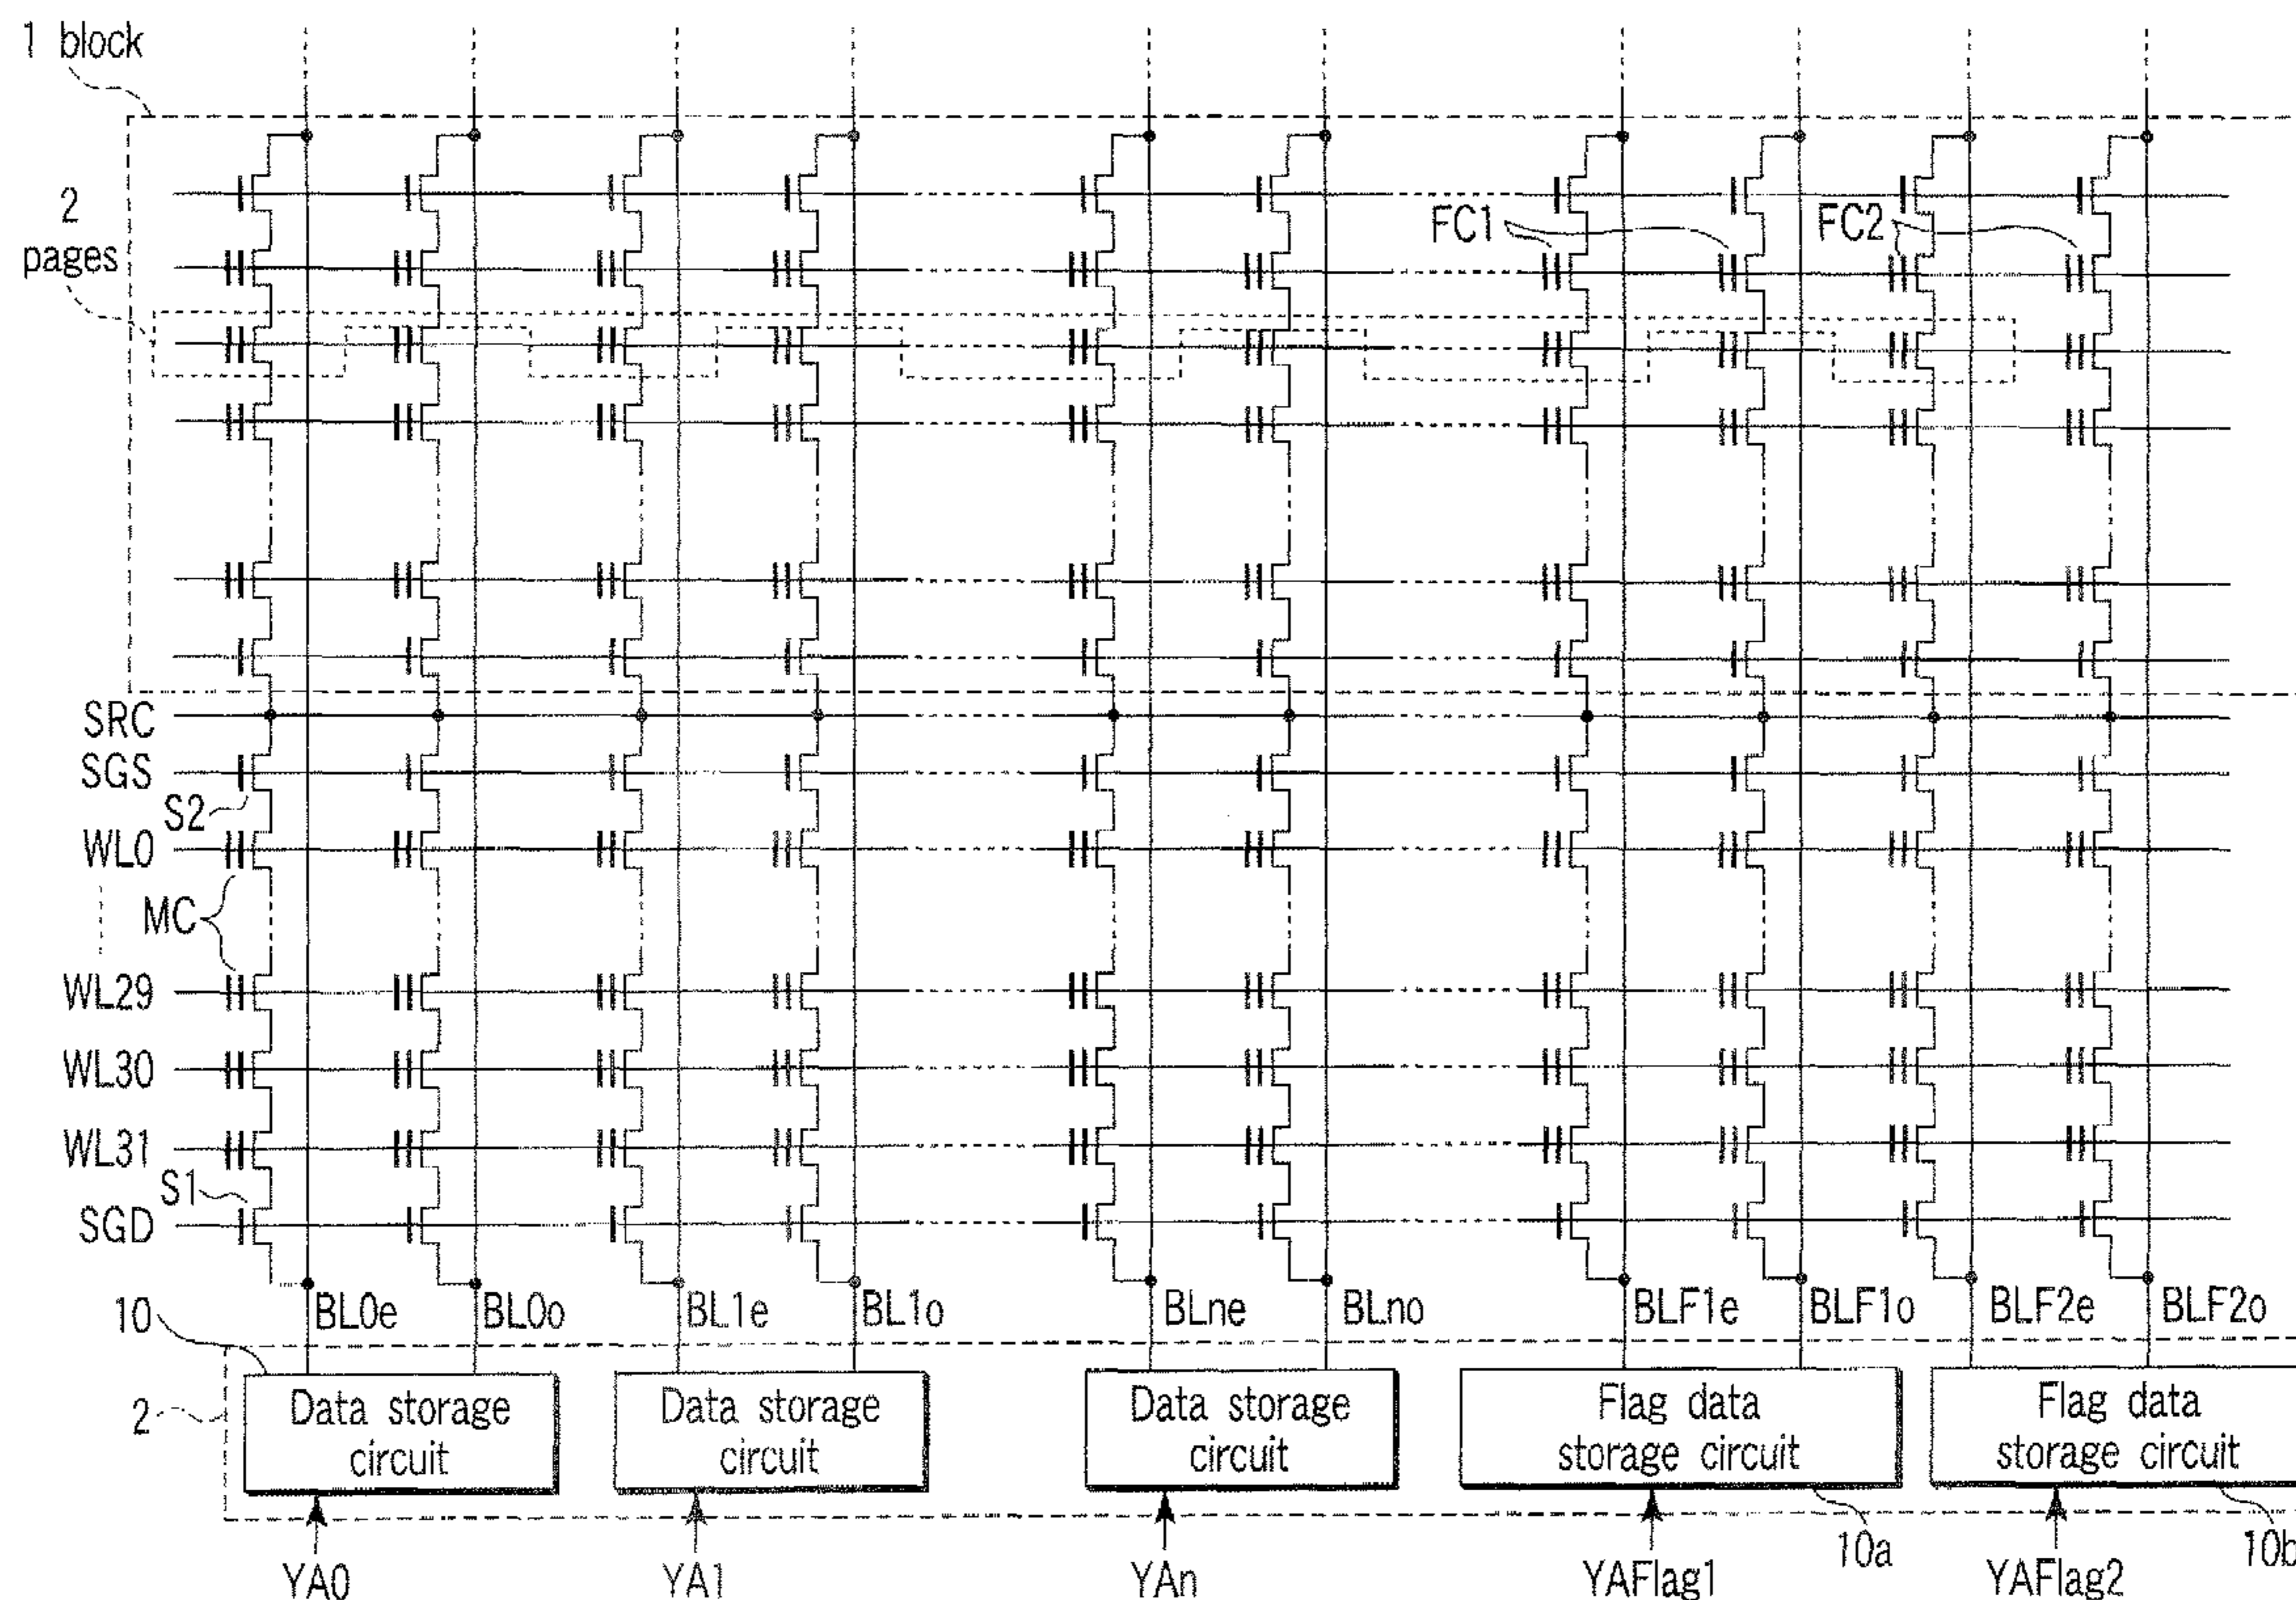 1 block
2
pages
FC1
FC2
SRC
SGS
S2
WL0
MC
WL29
WL30
WL31
S1
SGD
BL0e
BL0o
BL1e
BL1o
BLne
BLno
BLF1e
BLF1o
BLF2e
BLF2o
10
2
Data storage
circuit
Data storage
circuit
Data storage
circuit
Flag data
storage circuit
Flag data
storage circuit
YA0
YA1
YAn
YAFlag1
10a
YAFlag2
10b